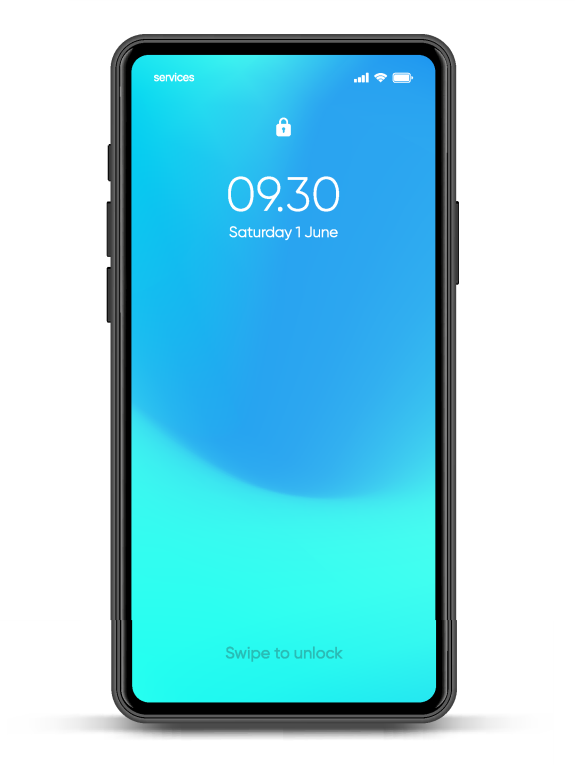 services
09.30
Saturday 1 June
Swipe to unlock